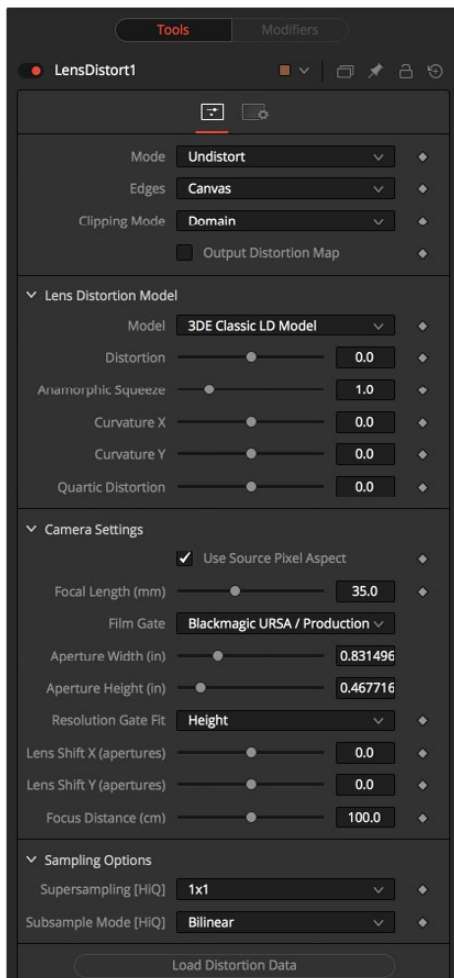 Tools Modifiers
LensDistort1
Mode Undistort
Edges Canvas
Clipping Mode Domain
Output Distortion Map
Lens Distortion Model
Model 3DE Classic LD Model
Distortion 0.0
Anamorphic Squeeze 1.0
Curvature X 0.0
Curvature Y 0.0
Quartic Distortion 0.0
Camera Settings
Use Source Pixel Aspect
Focal Length (mm) 35.0
Film Gate Blackmagic URSA / Production
Aperture Width (in) 0.831496
Aperture Height (in) 0.467716
Resolution Gate Fit Height
Lens Shift X (apertures) 0.0
Lens Shift Y (apertures) 0.0
Focus Distance (cm) 100.0
Sampling Options
Supersampling [HiQ] 1x1
Subsample Mode [HiQ] Bilinear
Load Distortion Data